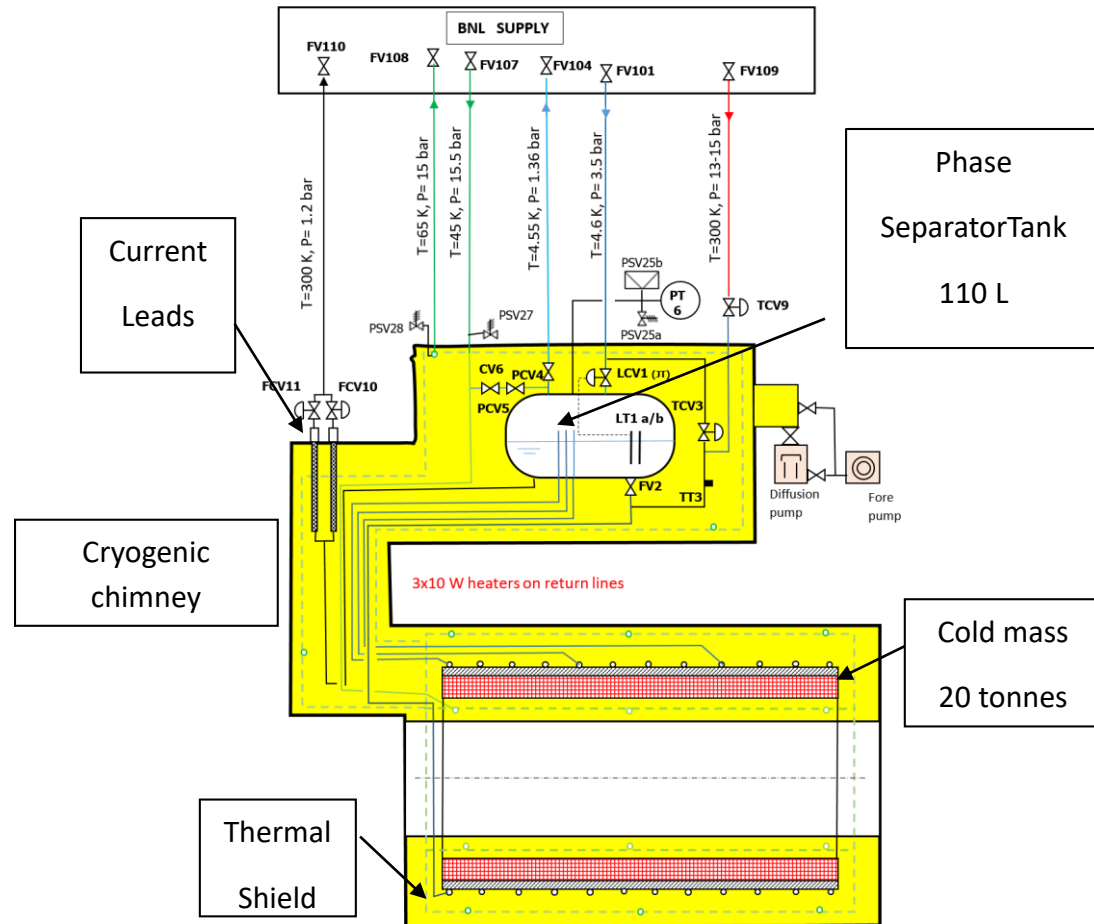 BNL SUPPLY
FV110
FV108
FV107
FV104
FV101
FV109
T=300 K, P= 1.2 bar
T=65 K, P= 15 bar
T=45 K, P= 15.5 bar
T=4.55 K, P= 1.36 bar
T=4.6 K, P= 3.5 bar
T=300 K, P= 13-15 bar
Phase
SeparatorTank
110 L
Current
Leads
PSV25b
PT
6
PSV25a
TCV9
PSV28
PSV27
FCV11
FCV10
CV6
PCV4
PCV5
LCV1 (JT)
TCV3
LT1 a/b
FV2
TT3
Diffusion
pump
Fore
pump
Cryogenic
chimney
3x10 W heaters on return lines
Cold mass
20 tonnes
Thermal
Shield